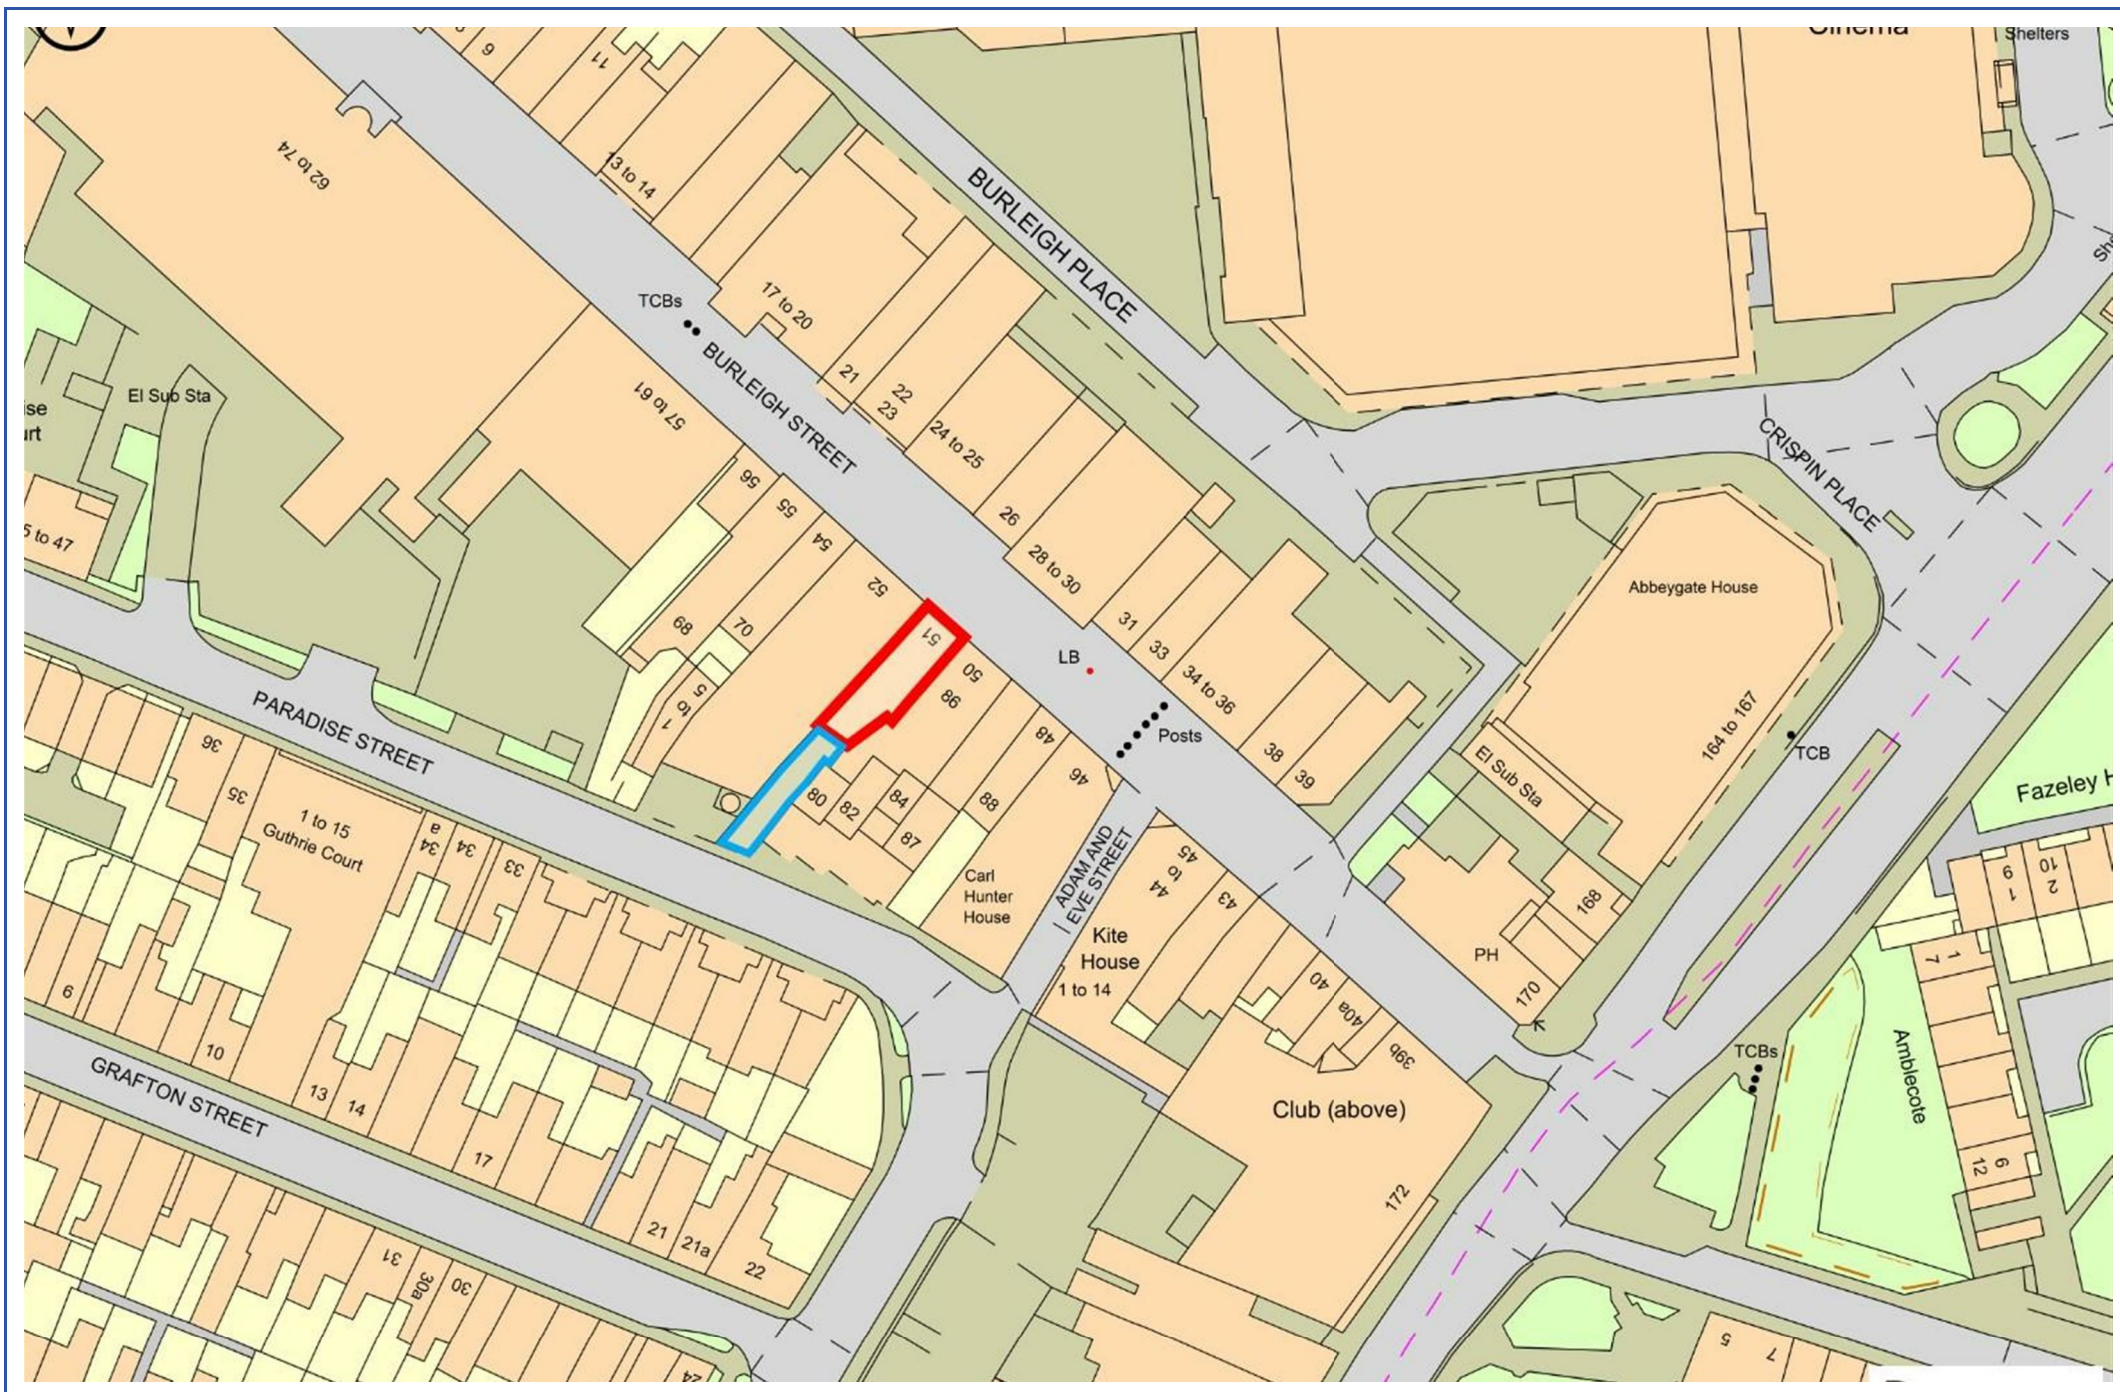 Cinema
Shelters
9
11
62 to 74
13 to 14
BURLEIGH PLACE
TCBs
17 to 20
BURLEIGH STREET
21
22
23
24 to 25
57 to 61
El Sub Sta
56
55
54
52
26
28 to 30
CRISPIN PLACE
5 to 47
Abbeygate House
68
70
51
50
98
31
33
34 to 36
LB
Posts
1 to 5
PARADISE STREET
164 to 167
TCB
48
46
38
39
El Sub Sta
Fazeley H
36
35
1 to 15
Guthrie Court
34
a
34
33
80
82
84
87
88
Carl
Hunter
House
ADAM AND
EVE STREET
45
to
44
43
Kite
House
1 to 14
168
PH
170
9
1
10
2
1
7
6
10
13
14
GRAFTON STREET
40
40a
39b
Club (above)
TCBs
Amblecote
17
21
21a
22
172
6
12
31
30a
30
24
5
7